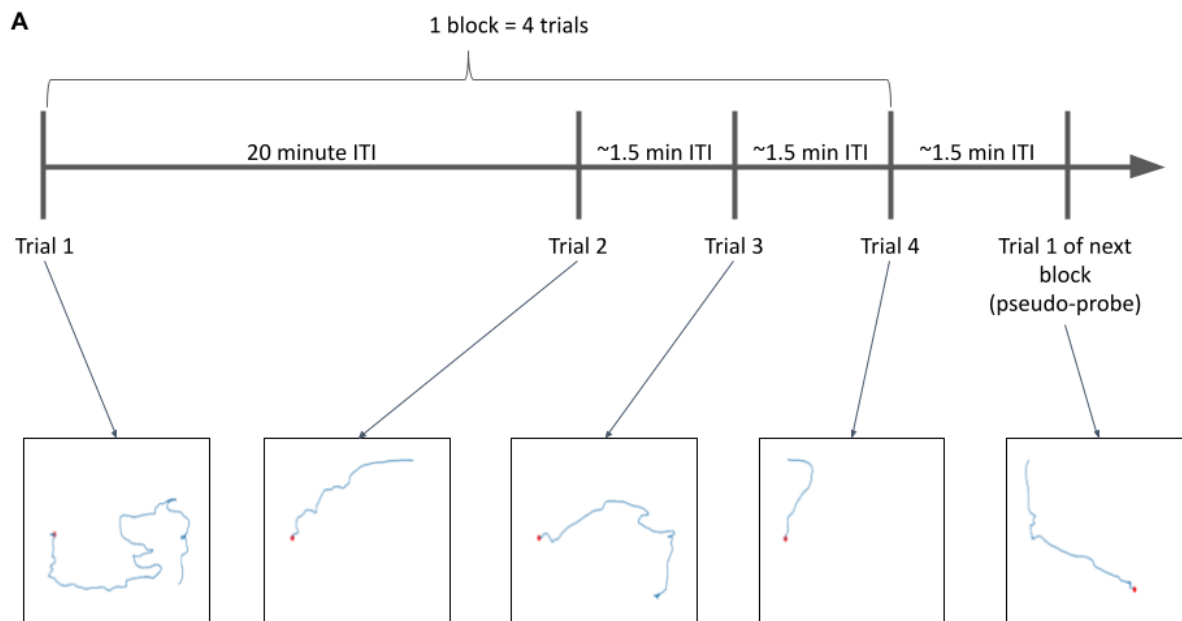 A
1 block = 4 trials
20 minute ITI
~1.5 min ITI
~1.5 min ITI
~1.5 min ITI
Trial 1
Trial 2
Trial 3
Trial 4
Trial 1 of next
block
(pseudo-probe)